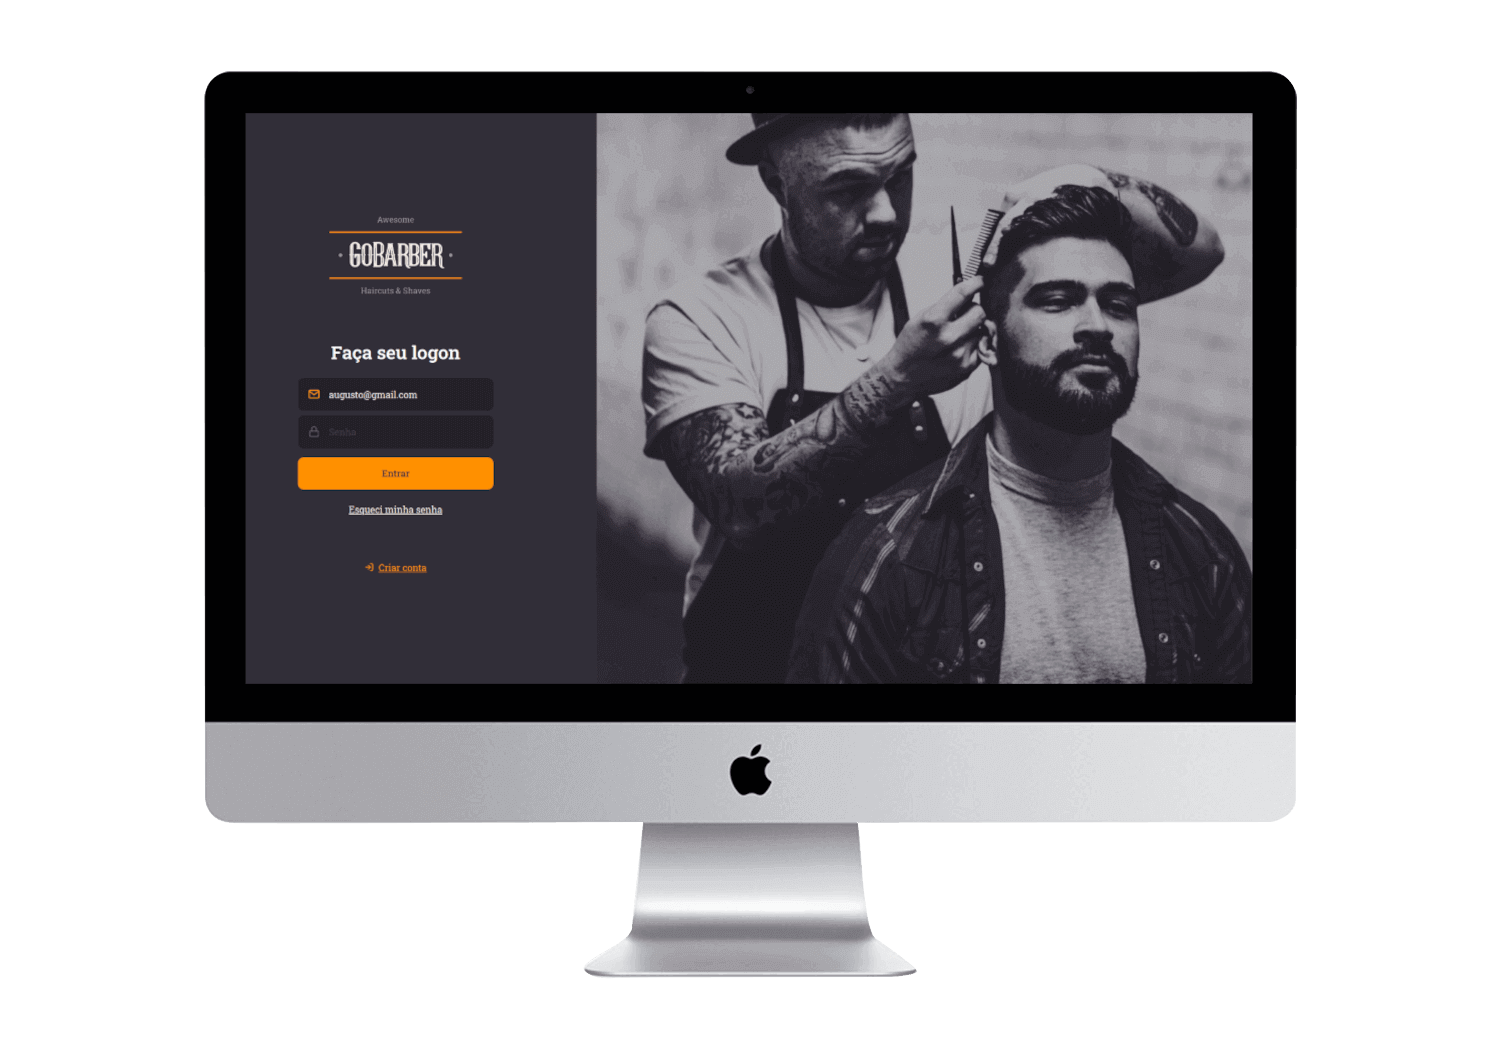 Awesome
· GOBARBER ·
Haircuts & Shaves
Faça seu logon
augusto@gmail.com
Senha
Entrar
Esqueci minha senha
Criar conta